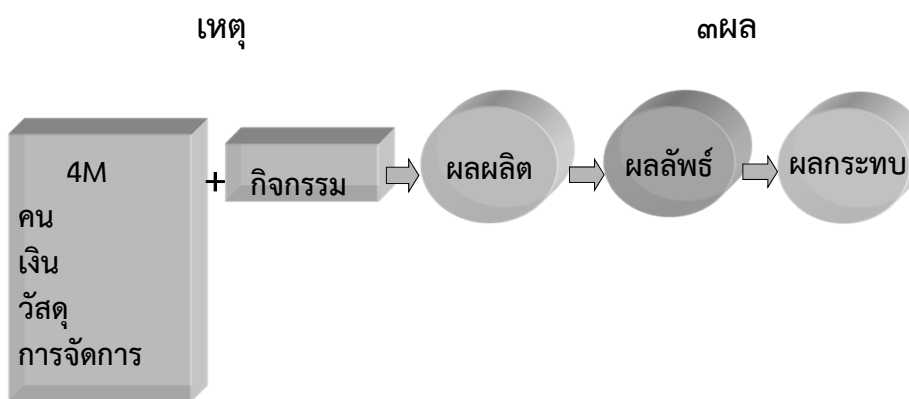 เหตุ
๓ผล
4M
คน
เงิน
วัสดุ
การจัดการ
+
กิจกรรม
ผลผลิต
ผลลัพธ์
ผลกระทบ